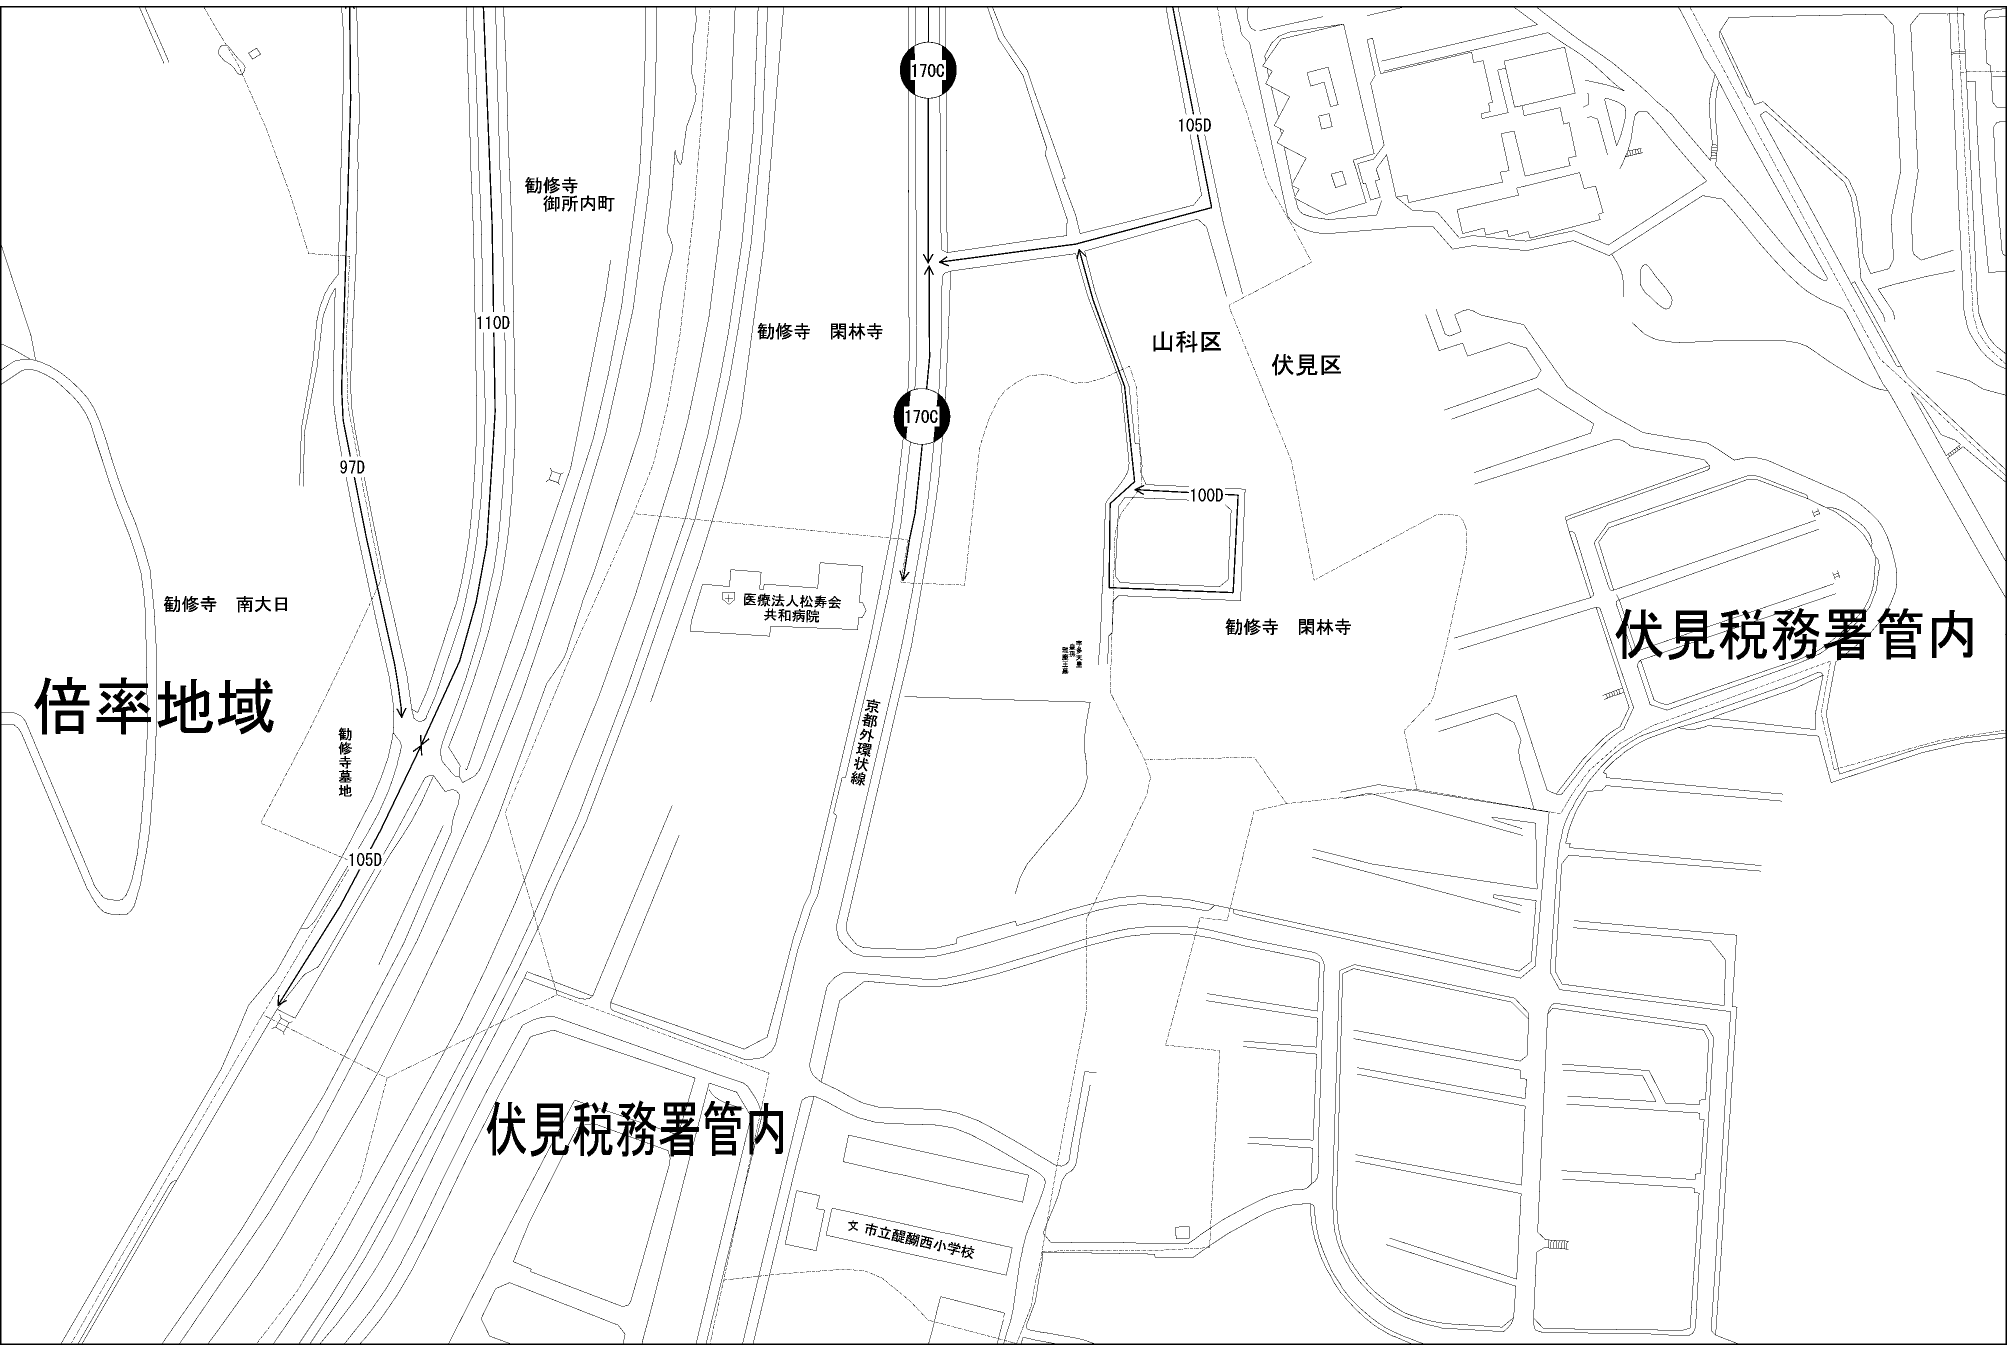 170C
105D
勧修寺
御所内町
110D
勧修寺　閑林寺
山科区
伏見区
170C
97D
100D
勧修寺　南大日
医療法人松寿会
共和病院
勧修寺　閑林寺
伏見税務署管内
倍率地域
京都外環状線
勧修寺墓地
105D
伏見税務署管内
文 市立醍醐西小学校